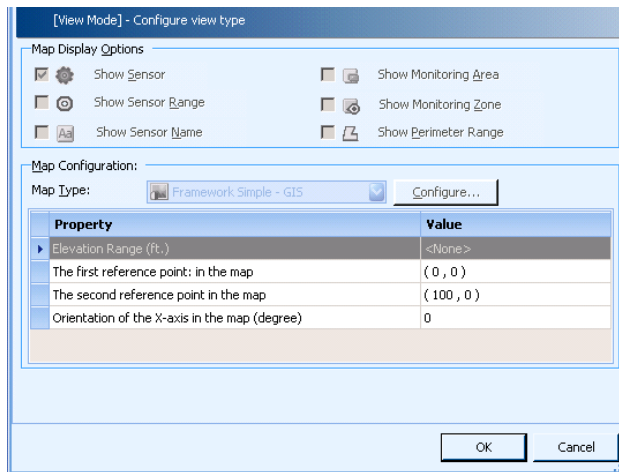 [View Mode] - Configure view type
Map Display Options
Show Sensor
Show Monitoring Area
Show Sensor Range
Show Monitoring Zone
Aa Show Sensor Name
Show Perimeter Range
Map Configuration:
Map Type: Framework Simple - GIS Configure...
Property Value
Elevation Range (ft.) <None>
The first reference point: in the map ( 0 , 0 )
The second reference point in the map ( 100 , 0 )
Orientation of the X-axis in the map (degree) 0
OK Cancel